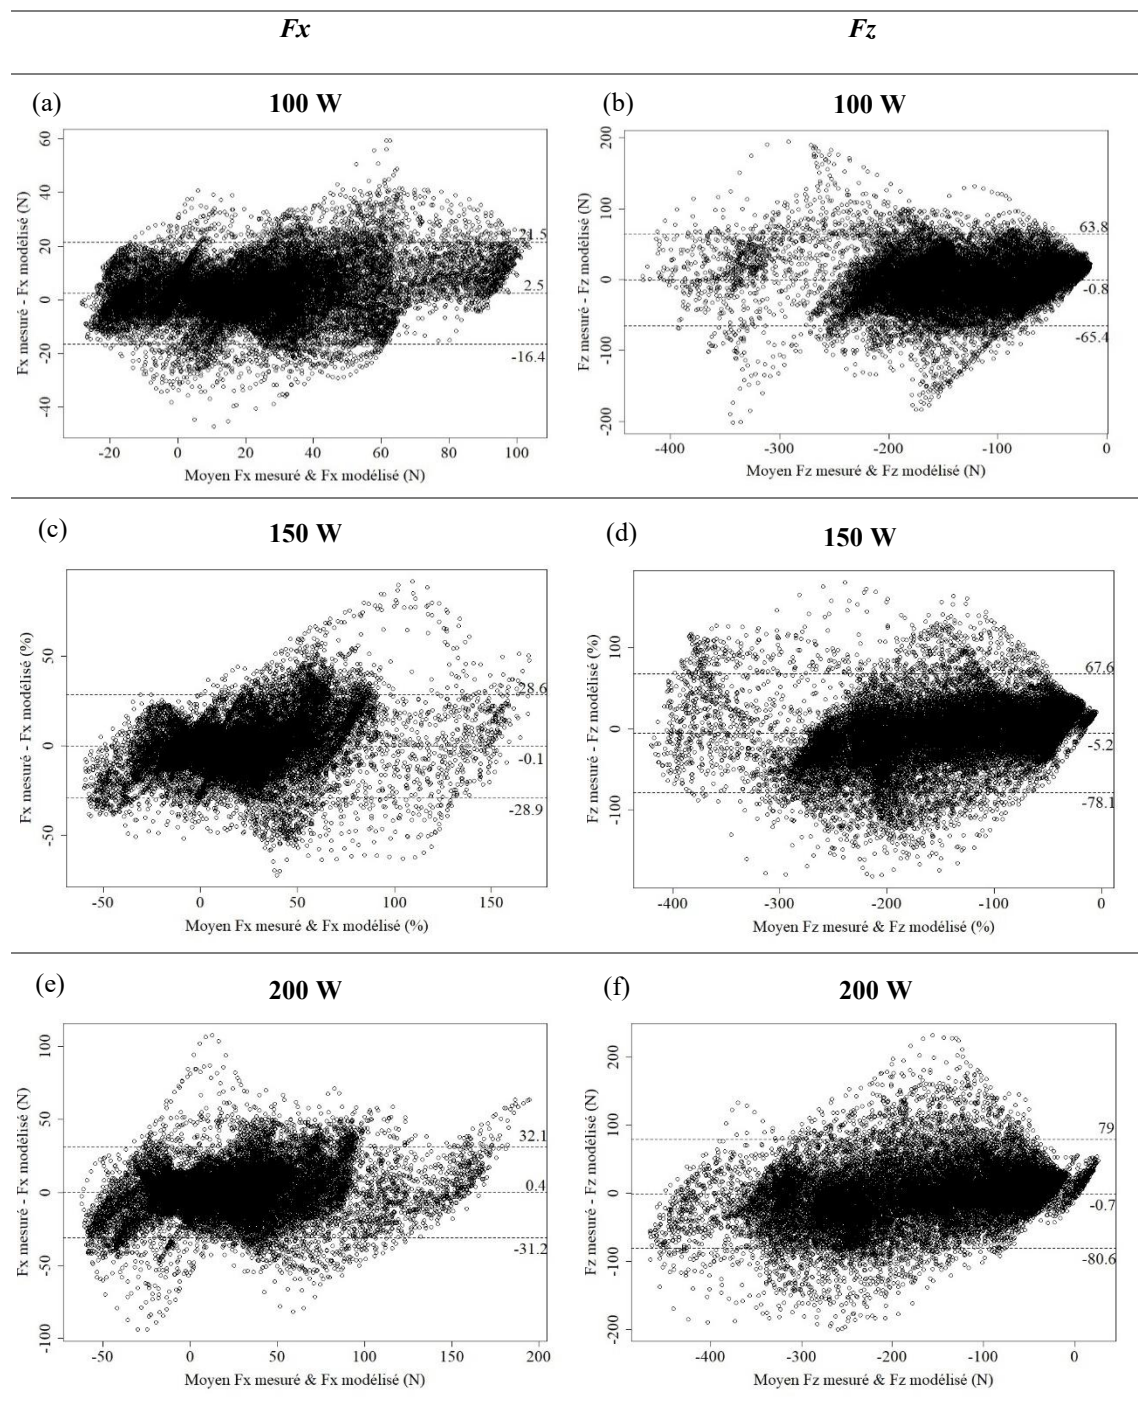 Fx Fz
(a) 100 W
Fx mesuré - Fx modélisé (N)
60
40
20
0
-20
-40
21.5
2.5
-16.4
-20 0 20 40 60 80 100
Moyen Fx mesuré & Fx modélisé (N)
(b) 100 W
Fz mesuré - Fz modélisé (N)
200
100
0
-100
-200
63.8
-0.8
-65.4
-400 -300 -200 -100 0
Moyen Fz mesuré & Fz modélisé (N)
(c) 150 W
Fx mesuré - Fx modélisé (%)
50
0
-50
28.6
-0.1
-28.9
-50 0 50 100 150
Moyen Fx mesuré & Fx modélisé (%)
(d) 150 W
Fz mesuré - Fz modélisé (%)
100
0
-100
67.6
-5.2
-78.1
-400 -300 -200 -100 0
Moyen Fz mesuré & Fz modélisé (%)
(e) 200 W
Fx mesuré - Fx modélisé (N)
100
50
0
-50
-100
32.1
0.4
-31.2
-50 0 50 100 150 200
Moyen Fx mesuré & Fx modélisé (N)
(f) 200 W
Fz mesuré - Fz modélisé (N)
200
100
0
-100
-200
79
-0.7
-80.6
-400 -300 -200 -100 0
Moyen Fz mesuré & Fz modélisé (N)